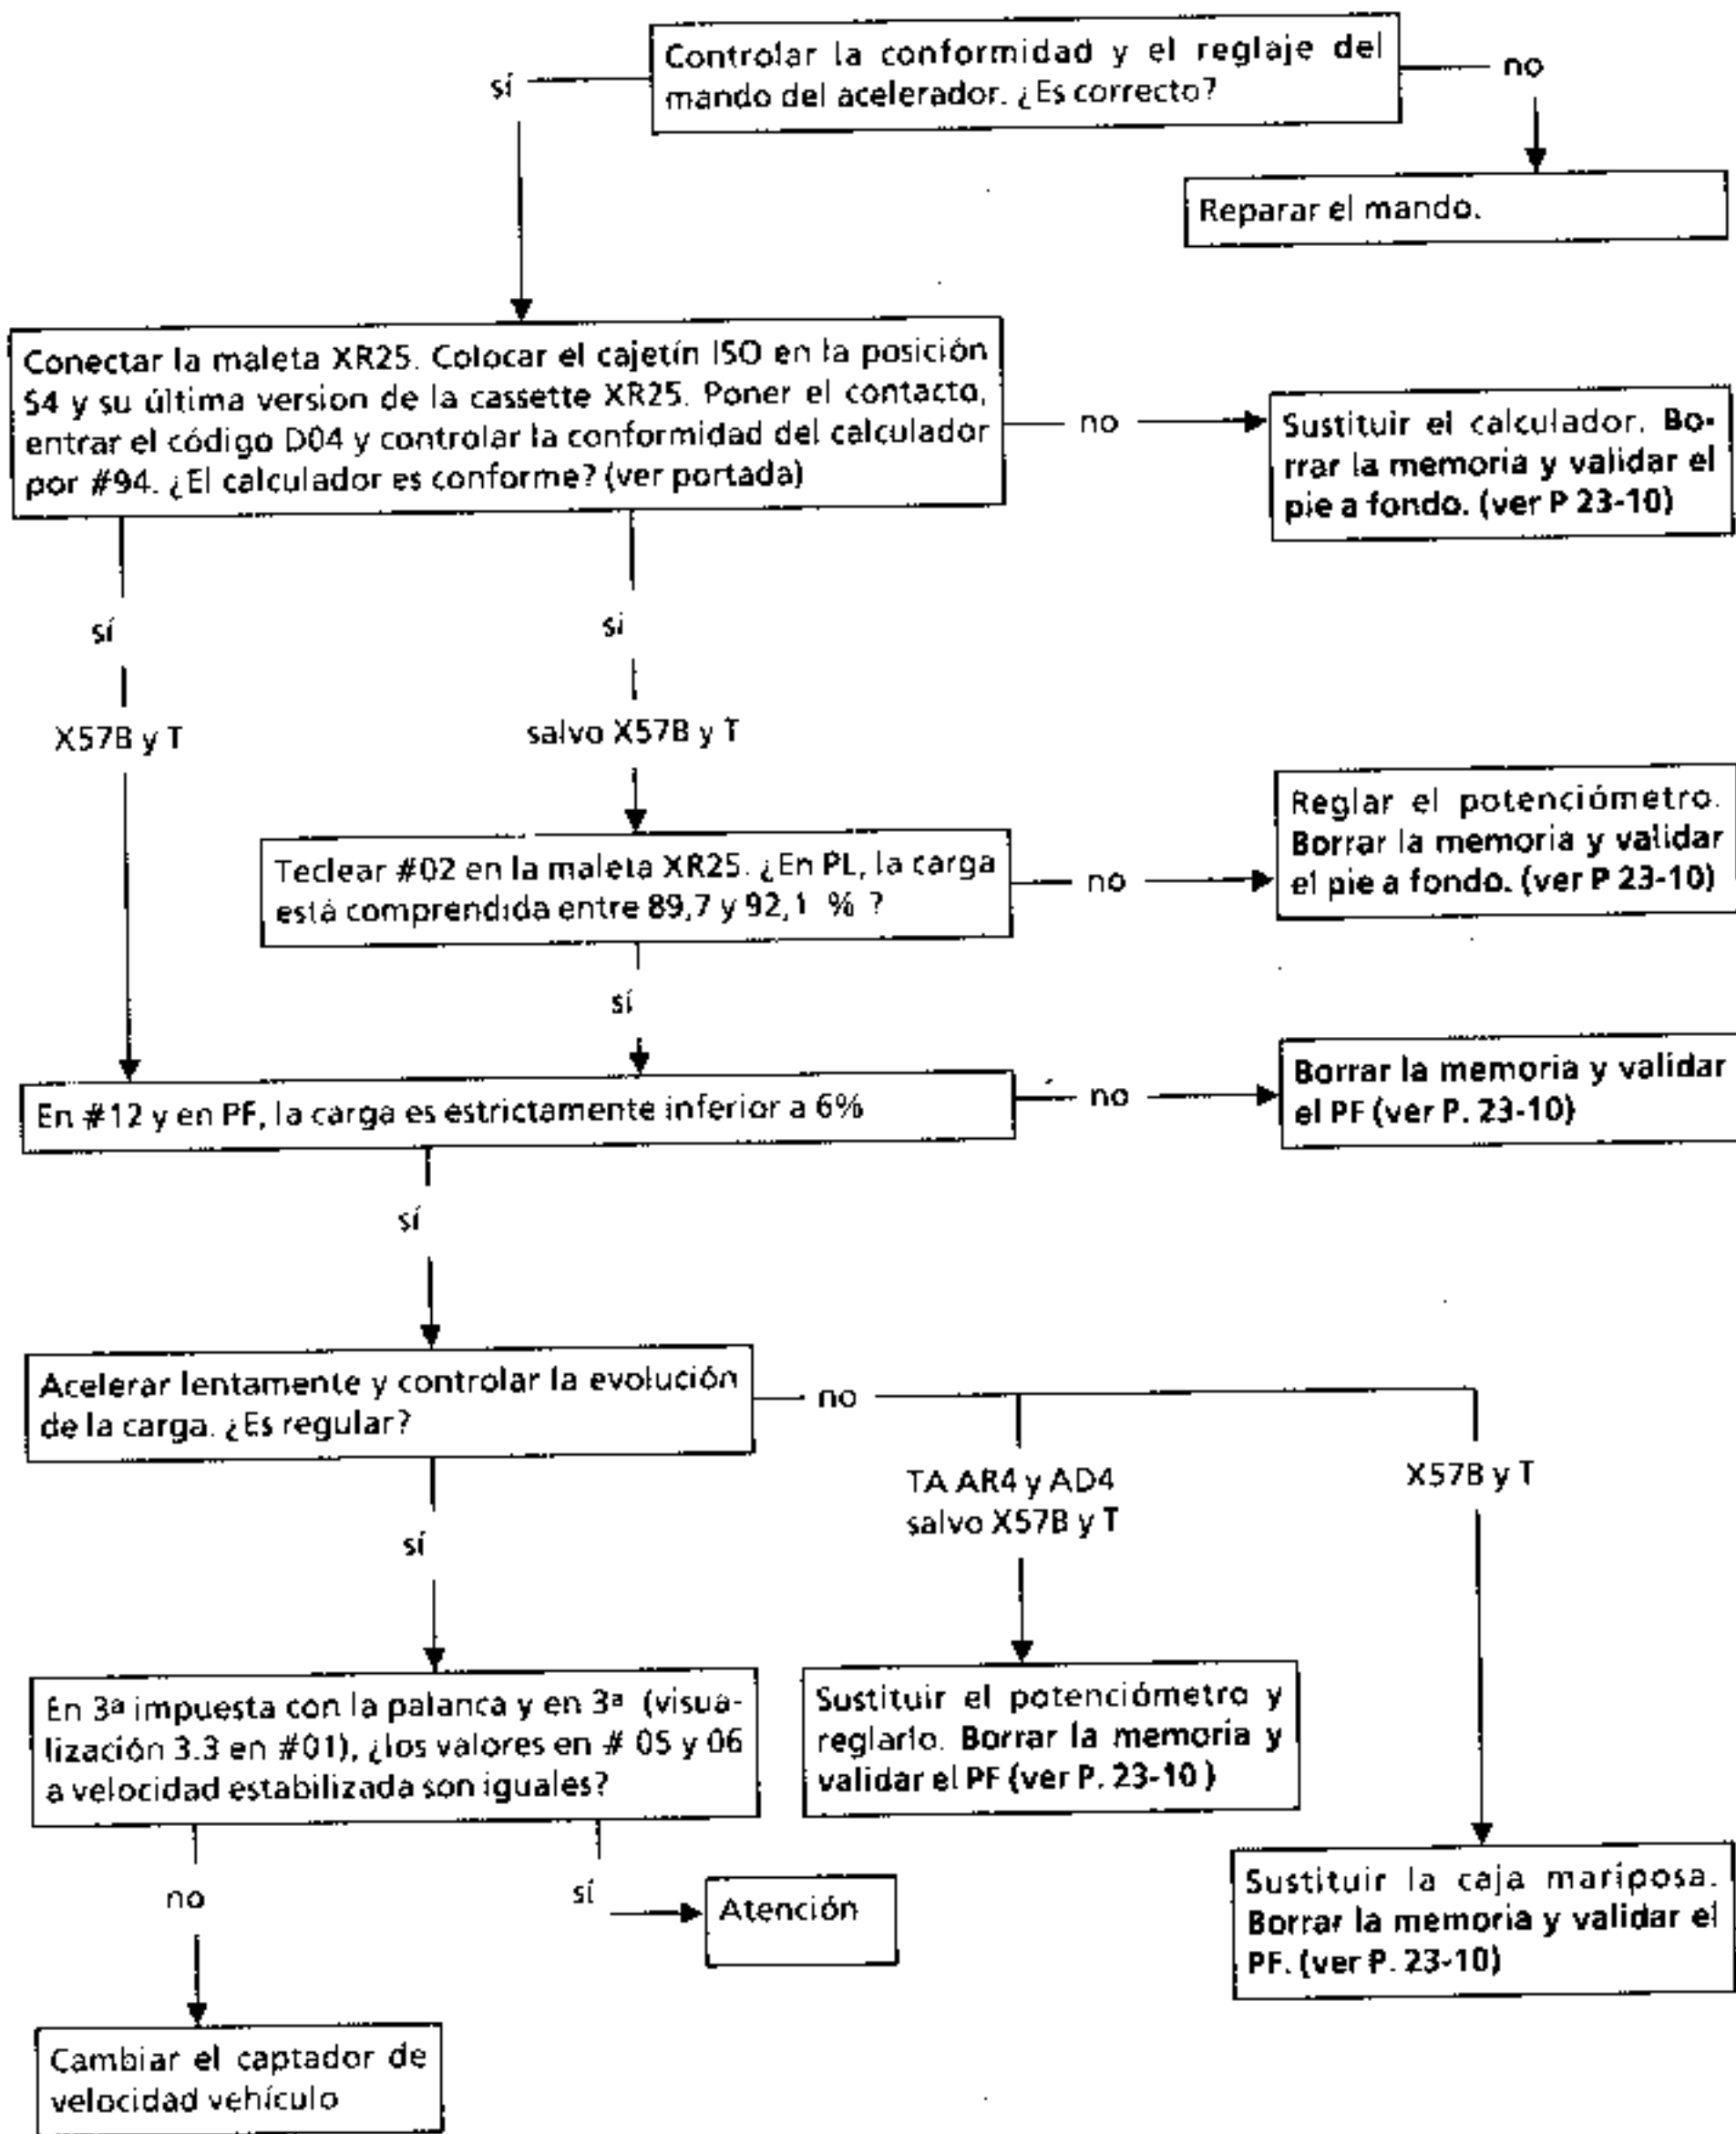 Controlar la conformidad y el reglaje del
mando del acelerador. ¿Es correcto?
sí
no
Reparar el mando.
Conectar la maleta XR25. Colocar el cajetín ISO en la posición
S4 y su última version de la cassette XR25. Poner el contacto,
entrar el código D04 y controlar la conformidad del calculador
por #94. ¿El calculador es conforme? (ver portada)
no
Sustituir el calculador. Bo-
rrar la memoria y validar el
pie a fondo. (ver P 23-10)
sí
si
X57B y T
salvo X57B y T
Teclear #02 en la maleta XR25. ¿En PL, la carga
está comprendida entre 89,7 y 92,1 % ?
no
Reglar el potenciómetro.
Borrar la memoria y validar
el pie a fondo. (ver P 23-10)
sí
En #12 y en PF, la carga es estrictamente inferior a 6%
no
Borrar la memoria y validar
el PF (ver P. 23-10)
sí
Acelerar lentamente y controlar la evolución
de la carga. ¿Es regular?
no
TA AR4 y AD4
salvo X57B y T
X57B y T
sí
En 3ª impuesta con la palanca y en 3ª (visua-
lización 3.3 en #01), ¿los valores en # 05 y 06
a velocidad estabilizada son iguales?
Sustituir el potenciómetro y
reglarlo. Borrar la memoria y
validar el PF (ver P. 23-10 )
no
sí
Atención
Sustituir la caja mariposa.
Borrar la memoria y validar el
PF. (ver P. 23-10)
Cambiar el captador de
velocidad vehículo